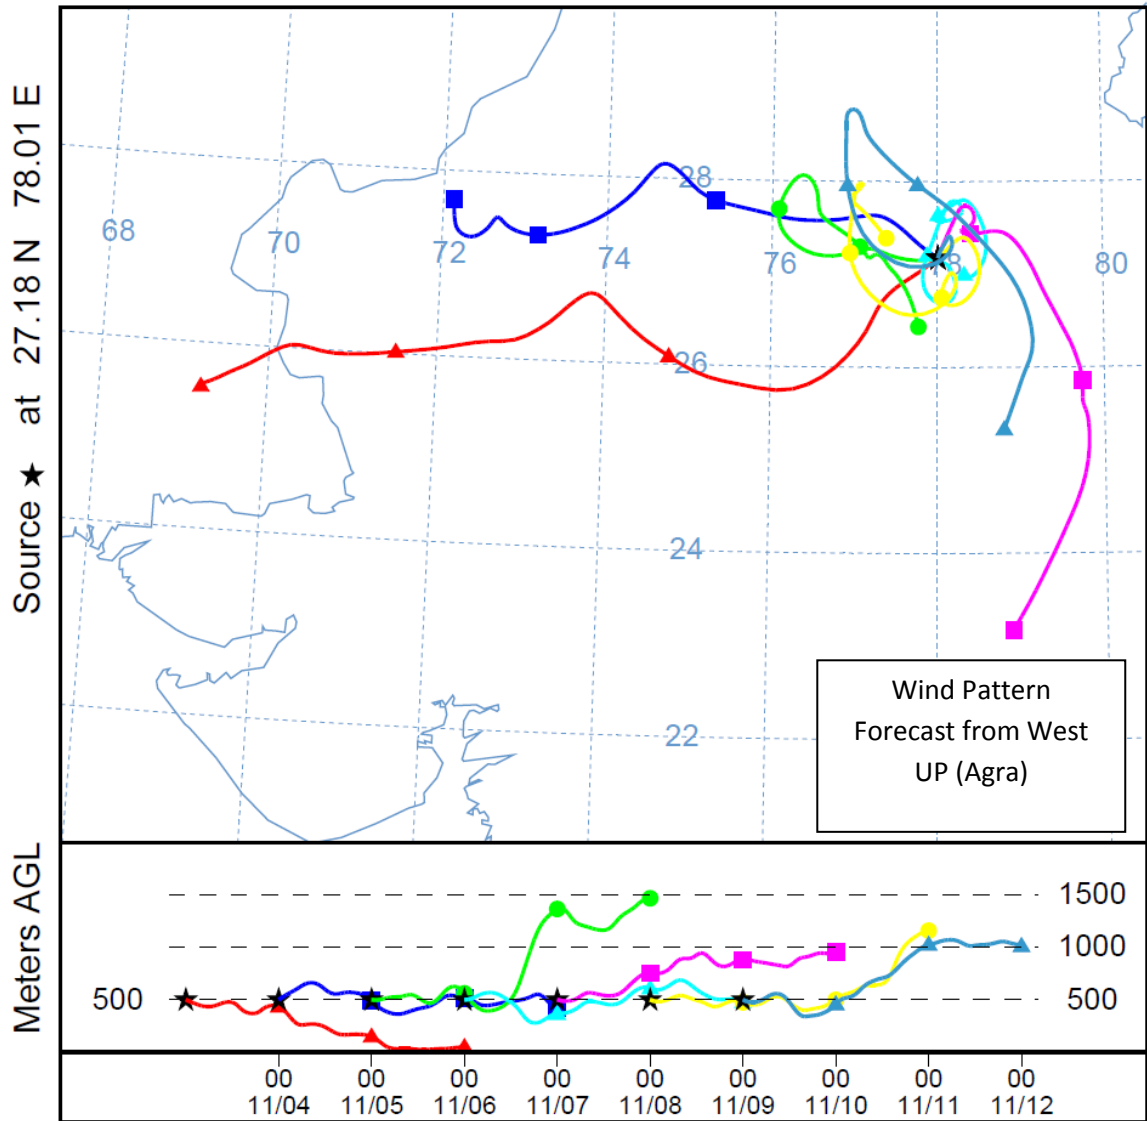 Source ★ at 27.18 N 78.01 E
28
68
70
72
74
76
78
80
26
24
22
Wind Pattern
Forecast from West
UP (Agra)
Meters AGL
1500
1000
500
500
00 00 00 00 00 00 00 00 00
11/04 11/05 11/06 11/07 11/08 11/09 11/10 11/11 11/12